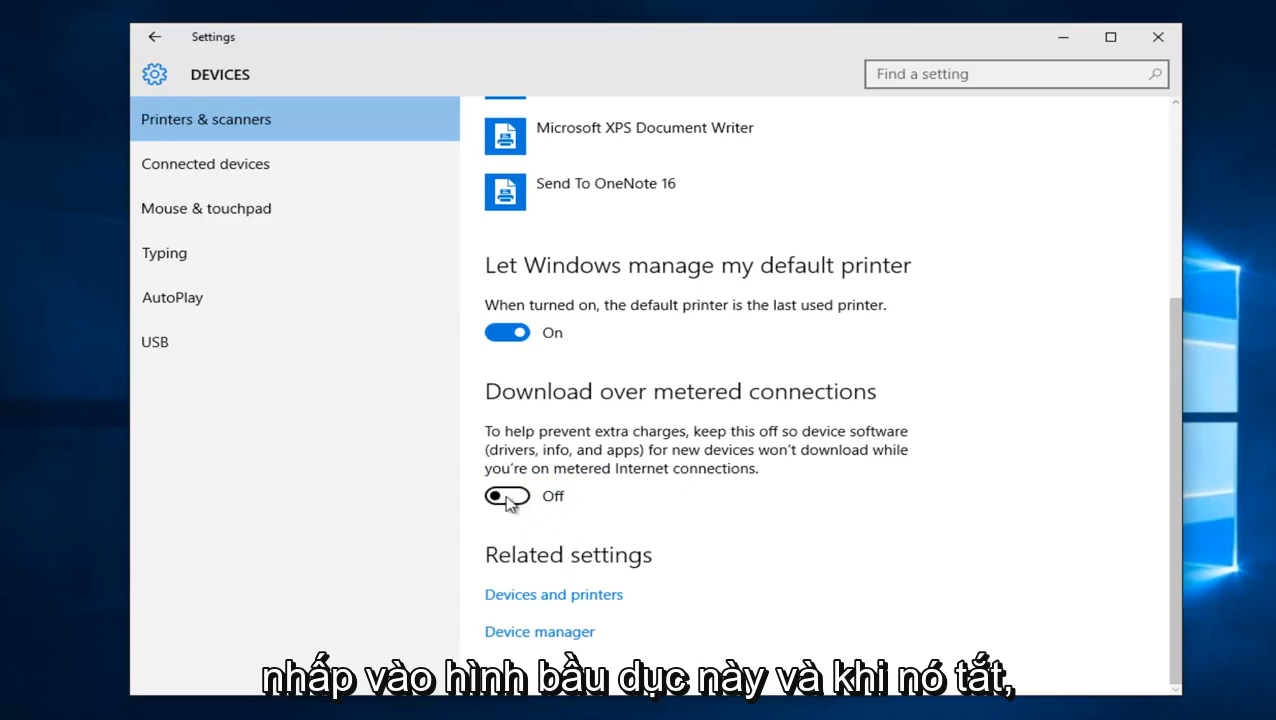 Settings
DEVICES
Find a setting
Printers & scanners
Connected devices
Mouse & touchpad
Typing
AutoPlay
USB
Microsoft XPS Document Writer
Send To OneNote 16
Let Windows manage my default printer
When turned on, the default printer is the last used printer.
On
Download over metered connections
To help prevent extra charges, keep this off so device software
(drivers, info, and apps) for new devices won't download while
you're on metered Internet connections.
Off
Related settings
Devices and printers
Device manager
nhấp vào hình bầu dục này và khi nó tắt,